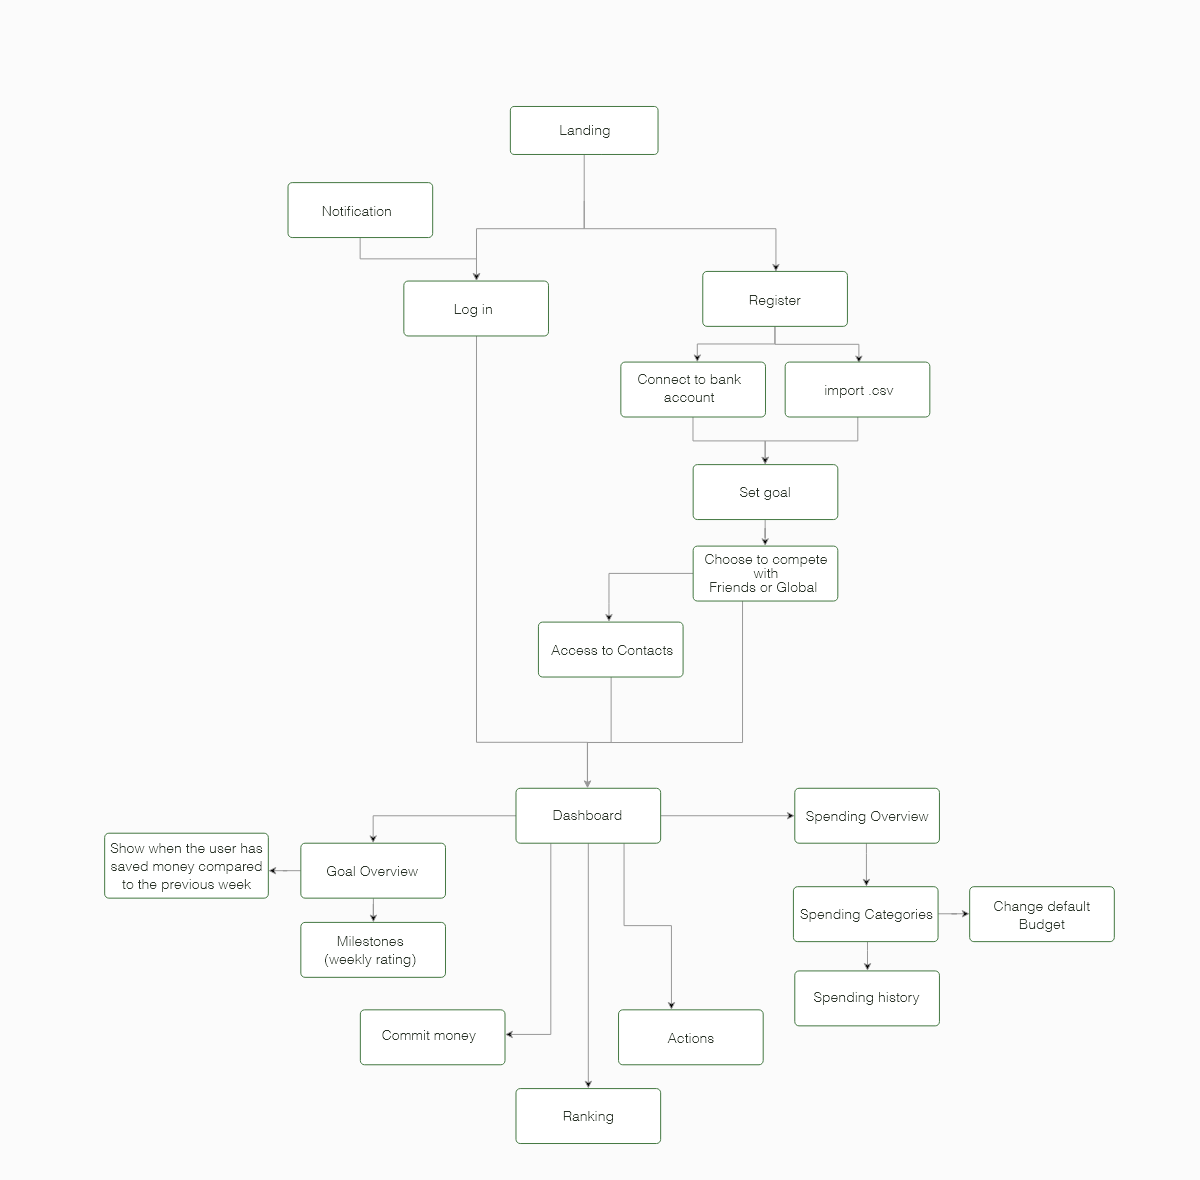 Landing
Notification
Log in
Register
Connect to bank
account
import .csv
Set goal
Choose to compete
with
Friends or Global
Access to Contacts
Dashboard
Spending Overview
Show when the user has
saved money compared
to the previous week
Goal Overview
Spending Categories
Change default
Budget
Milestones
(weekly rating)
Spending history
Commit money
Actions
Ranking